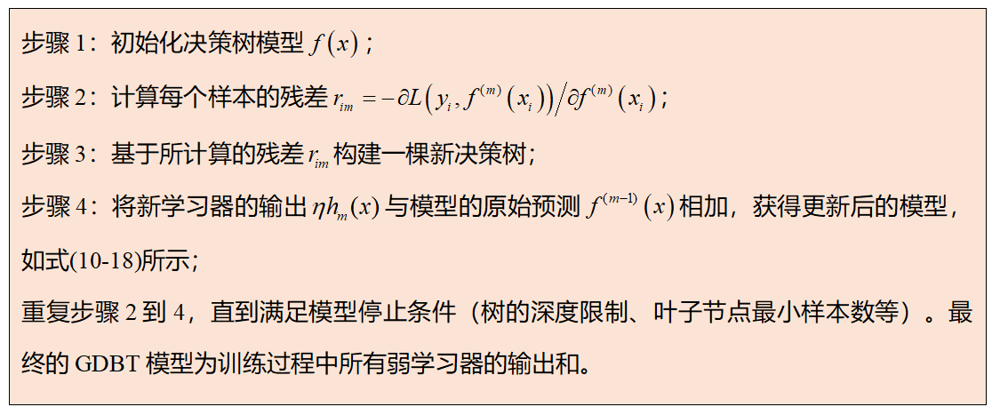 步骤 1：初始化决策树模型 f(x)；
步骤 2：计算每个样本的残差 r_{im} = −∂L(y_i, f^{(m)}(x_i))/∂f^{(m)}(x_i)；
步骤 3：基于所计算的残差 r_{im} 构建一棵新决策树；
步骤 4：将新学习器的输出 ηh_m(x) 与模型的原始预测 f^{(m−1)}(x) 相加，获得更新后的模型，
如式(10-18)所示；
重复步骤 2 到 4，直到满足模型停止条件（树的深度限制、叶子节点最小样本数等）。最
终的 GDBT 模型为训练过程中所有弱学习器的输出和。